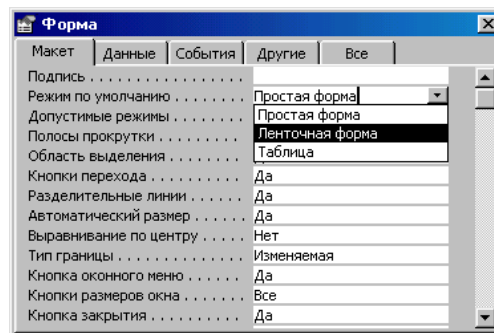 Форма
Макет Данные События Другие Все
Подпись . . . . . . . . . . . . . . . . .
Режим по умолчанию . . . . . . . . Простая форма
Допустимые режимы . . . . . . . . Простая форма
Полосы прокрутки . . . . . . . . . Ленточная форма
Область выделения . . . . . . . . Таблица
Кнопки перехода . . . . . . . . . . Да
Разделительные линии . . . . . . Да
Автоматический размер . . . . . . Да
Выравнивание по центру . . . . . Нет
Тип границы . . . . . . . . . . . . . . Изменяемая
Кнопка оконного меню . . . . . . Да
Кнопки размеров окна . . . . . . . Все
Кнопка закрытия . . . . . . . . . . Да